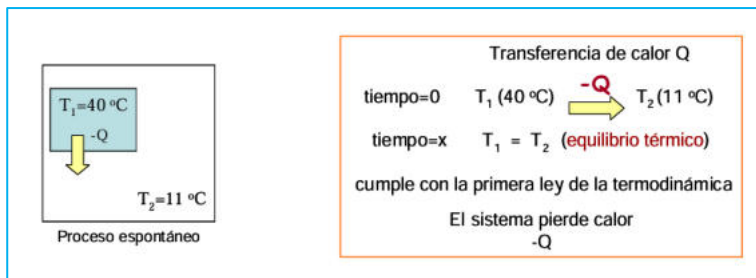 T₁=40 ºC
-Q
T₂=11 ºC
Proceso espontáneo
Transferencia de calor Q
-Q
tiempo=0 T₁ (40 ºC) T₂ (11 ºC)
tiempo=x T₁ = T₂ (equilibrio térmico)
cumple con la primera ley de la termodinámica
El sistema pierde calor
-Q